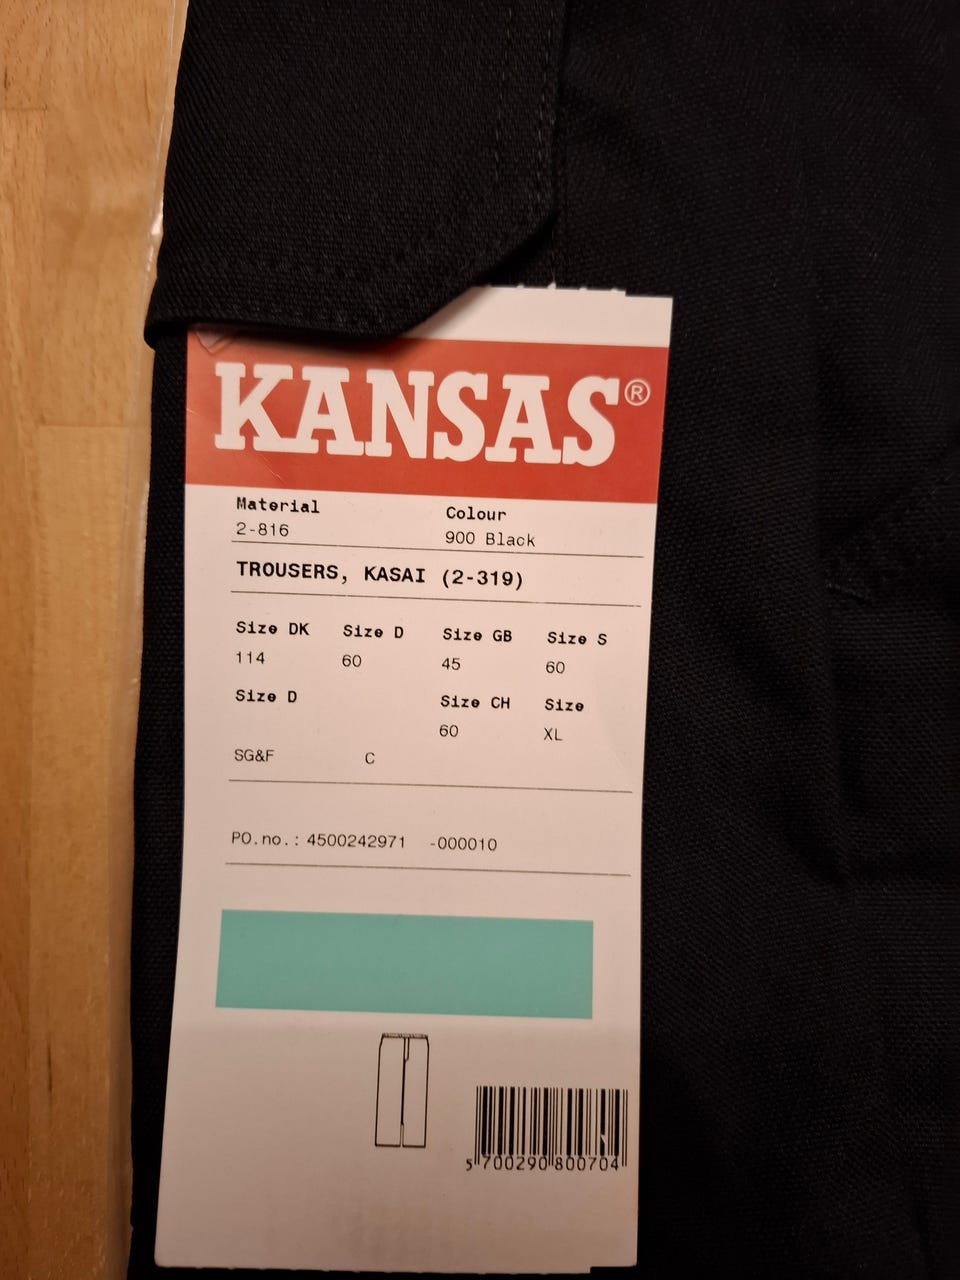 KANSAS®
Material Colour
2-816 900 Black
TROUSERS, KASAI (2-319)
Size DK Size D Size GB Size S
114 60 45 60
Size D Size CH Size
60 XL
SG&F C
PO.no.: 4500242971 -000010
5 700290 800704